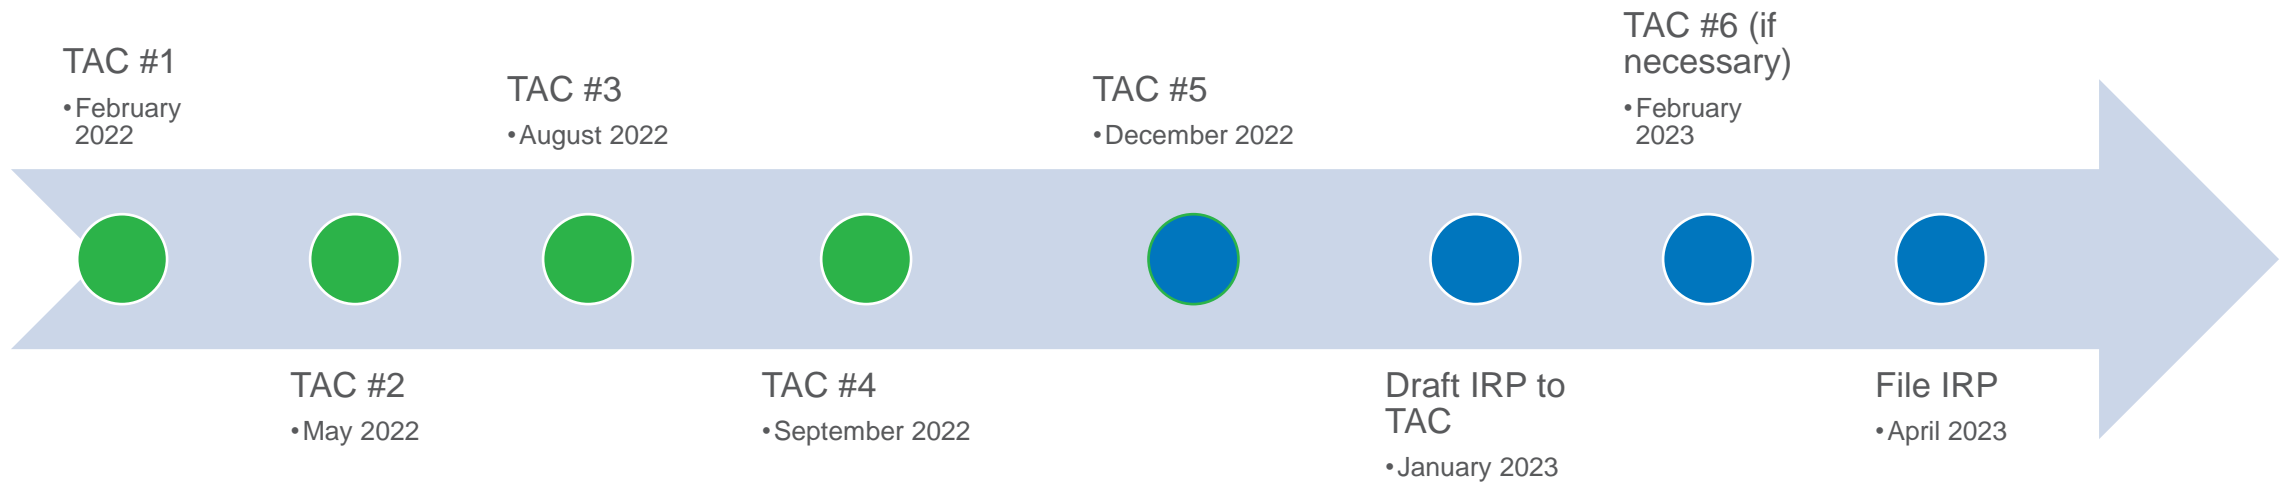 TAC #1
•February
2022
TAC #2
•May 2022
TAC #3
•August 2022
TAC #4
•September 2022
TAC #5
•December 2022
Draft IRP to
TAC
•January 2023
TAC #6 (if
necessary)
•February
2023
File IRP
•April 2023